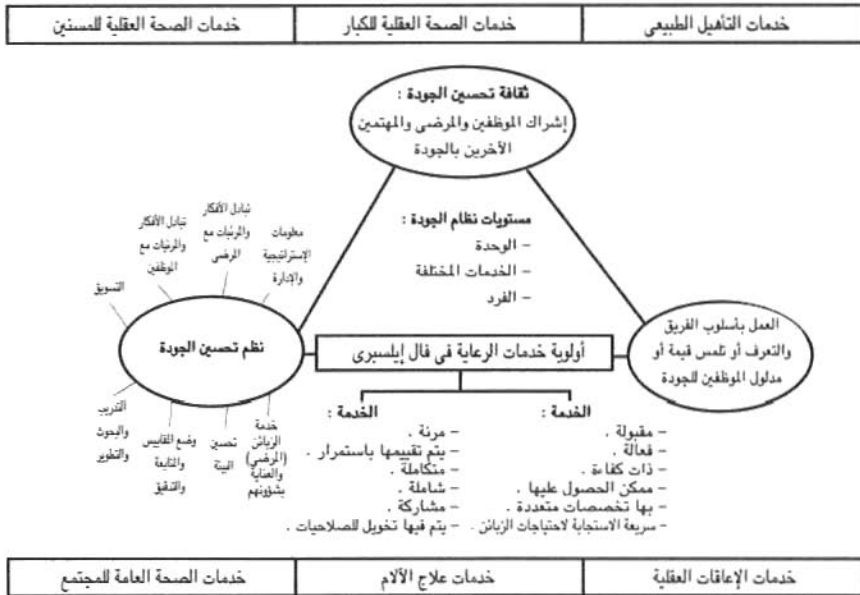 خدمات التأهيل الطبيعى
خدمات الصحة العقلية للكبار
خدمات الصحة العقلية للمسنين
ثقافة تحسين الجودة :
إشراك الموظفين والمرضى والمهتمين
الآخرين بالجودة
مستويات نظام الجودة :
– الوحدة
– الخدمات المختلفة
– الفرد
معلومات
الإستراتيجية
والإدارة
تبادل الأفكار
والمرئيات مع
المرضى
تبادل الأفكار
والمرئيات مع
الموظفين
التسويق
نظم تحسين الجودة
التدريب
والبحوث
والتطوير
وضع المقاييس
والمتابعة
والتدقيق
تحسين
البيئة
خدمة
الزبائن
(المرضى)
والعناية
بشؤونهم
العمل بأسلوب الفريق
والتعرف أو تلمس قيمة أو
مدلول الموظفين للجودة
أولوية خدمات الرعاية فى فال إيلسبرى
الخدمة :
– مقبولة .
– فعالة .
– ذات كفاءة .
– ممكن الحصول عليها .
– بها تخصصات متعددة .
– سريعة الاستجابة لاحتياجات الزبائن .
الخدمة :
– مرنة .
– يتم تقييمها باستمرار .
– متكاملة .
– شاملة .
– مشاركة .
– يتم فيها تخويل للصلاحيات .
خدمات الإعاقات العقلية
خدمات علاج الآلام
خدمات الصحة العامة للمجتمع